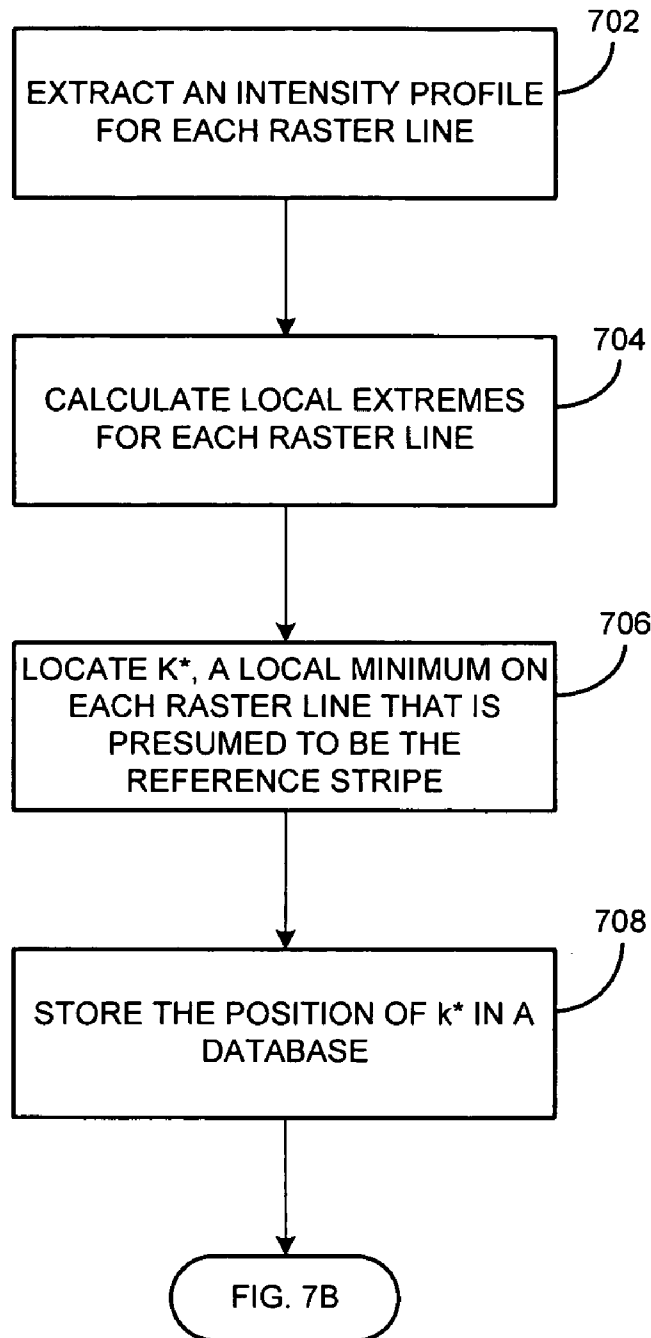 702
EXTRACT AN INTENSITY PROFILE
FOR EACH RASTER LINE
704
CALCULATE LOCAL EXTREMES
FOR EACH RASTER LINE
706
LOCATE K*, A LOCAL MINIMUM ON
EACH RASTER LINE THAT IS
PRESUMED TO BE THE
REFERENCE STRIPE
708
STORE THE POSITION OF k* IN A
DATABASE
FIG. 7B